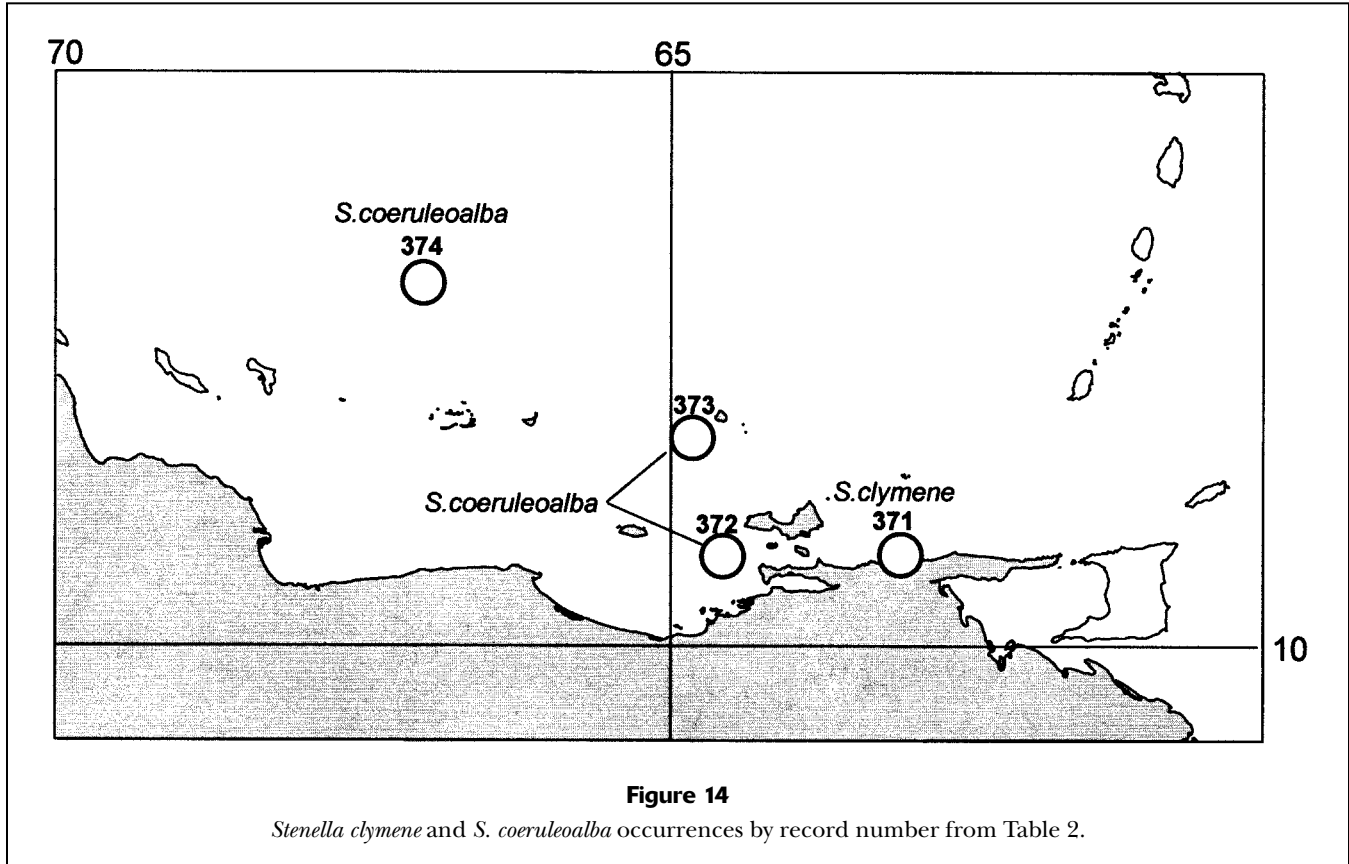 70 65
S.coeruleoalba
374
373
S.coeruleoalba
S.clymene
372 371
10
Figure 14
Stenella clymene and S. coeruleoalba occurrences by record number from Table 2.